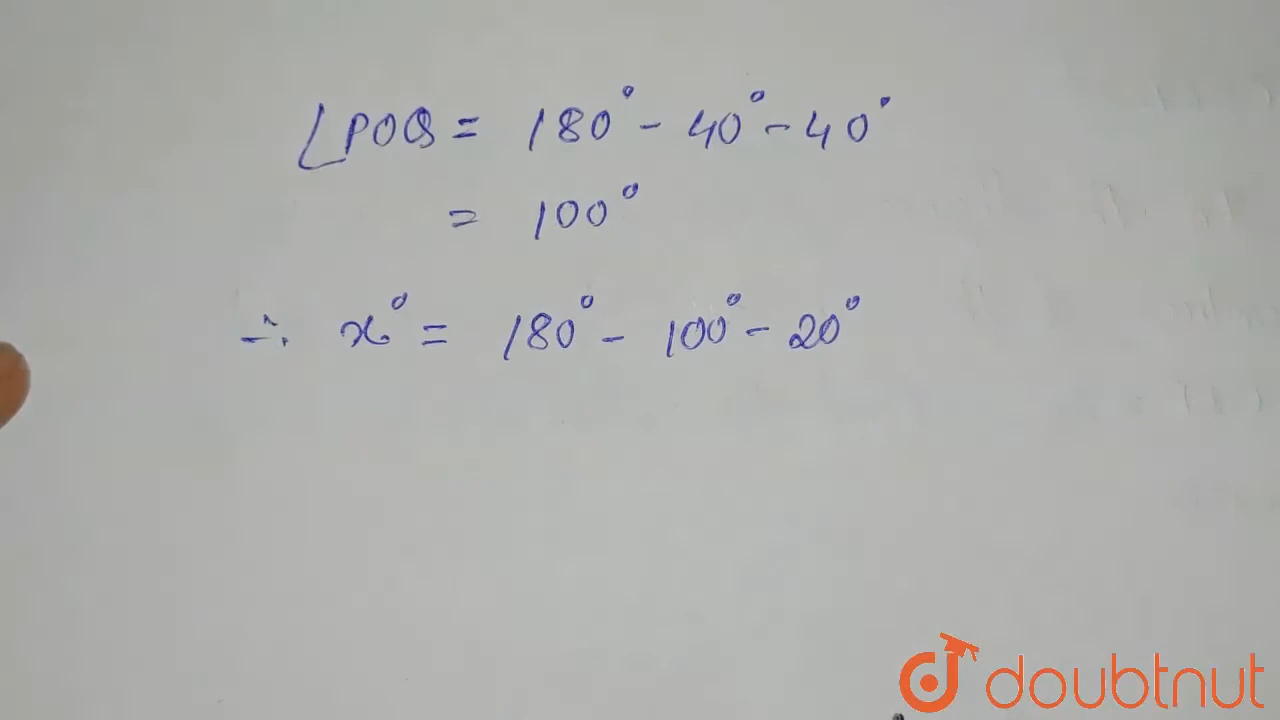 ∠POQ = 180° - 40° - 40°
= 100°
∴ x° = 180° - 100° - 20°
doubtnut